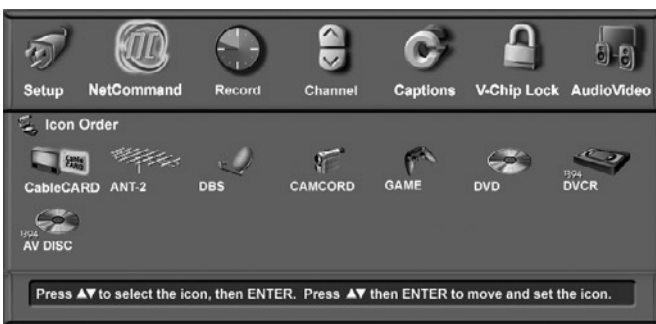 Setup NetCommand Record Channel Captions V-Chip Lock AudioVideo
Icon Order
Cable CARD
CableCARD ANT-2 DBS CAMCORD GAME DVD 1394 DVCR
1394 AV DISC
Press ▲▼ to select the icon, then ENTER. Press ▲▼ then ENTER to move and set the icon.